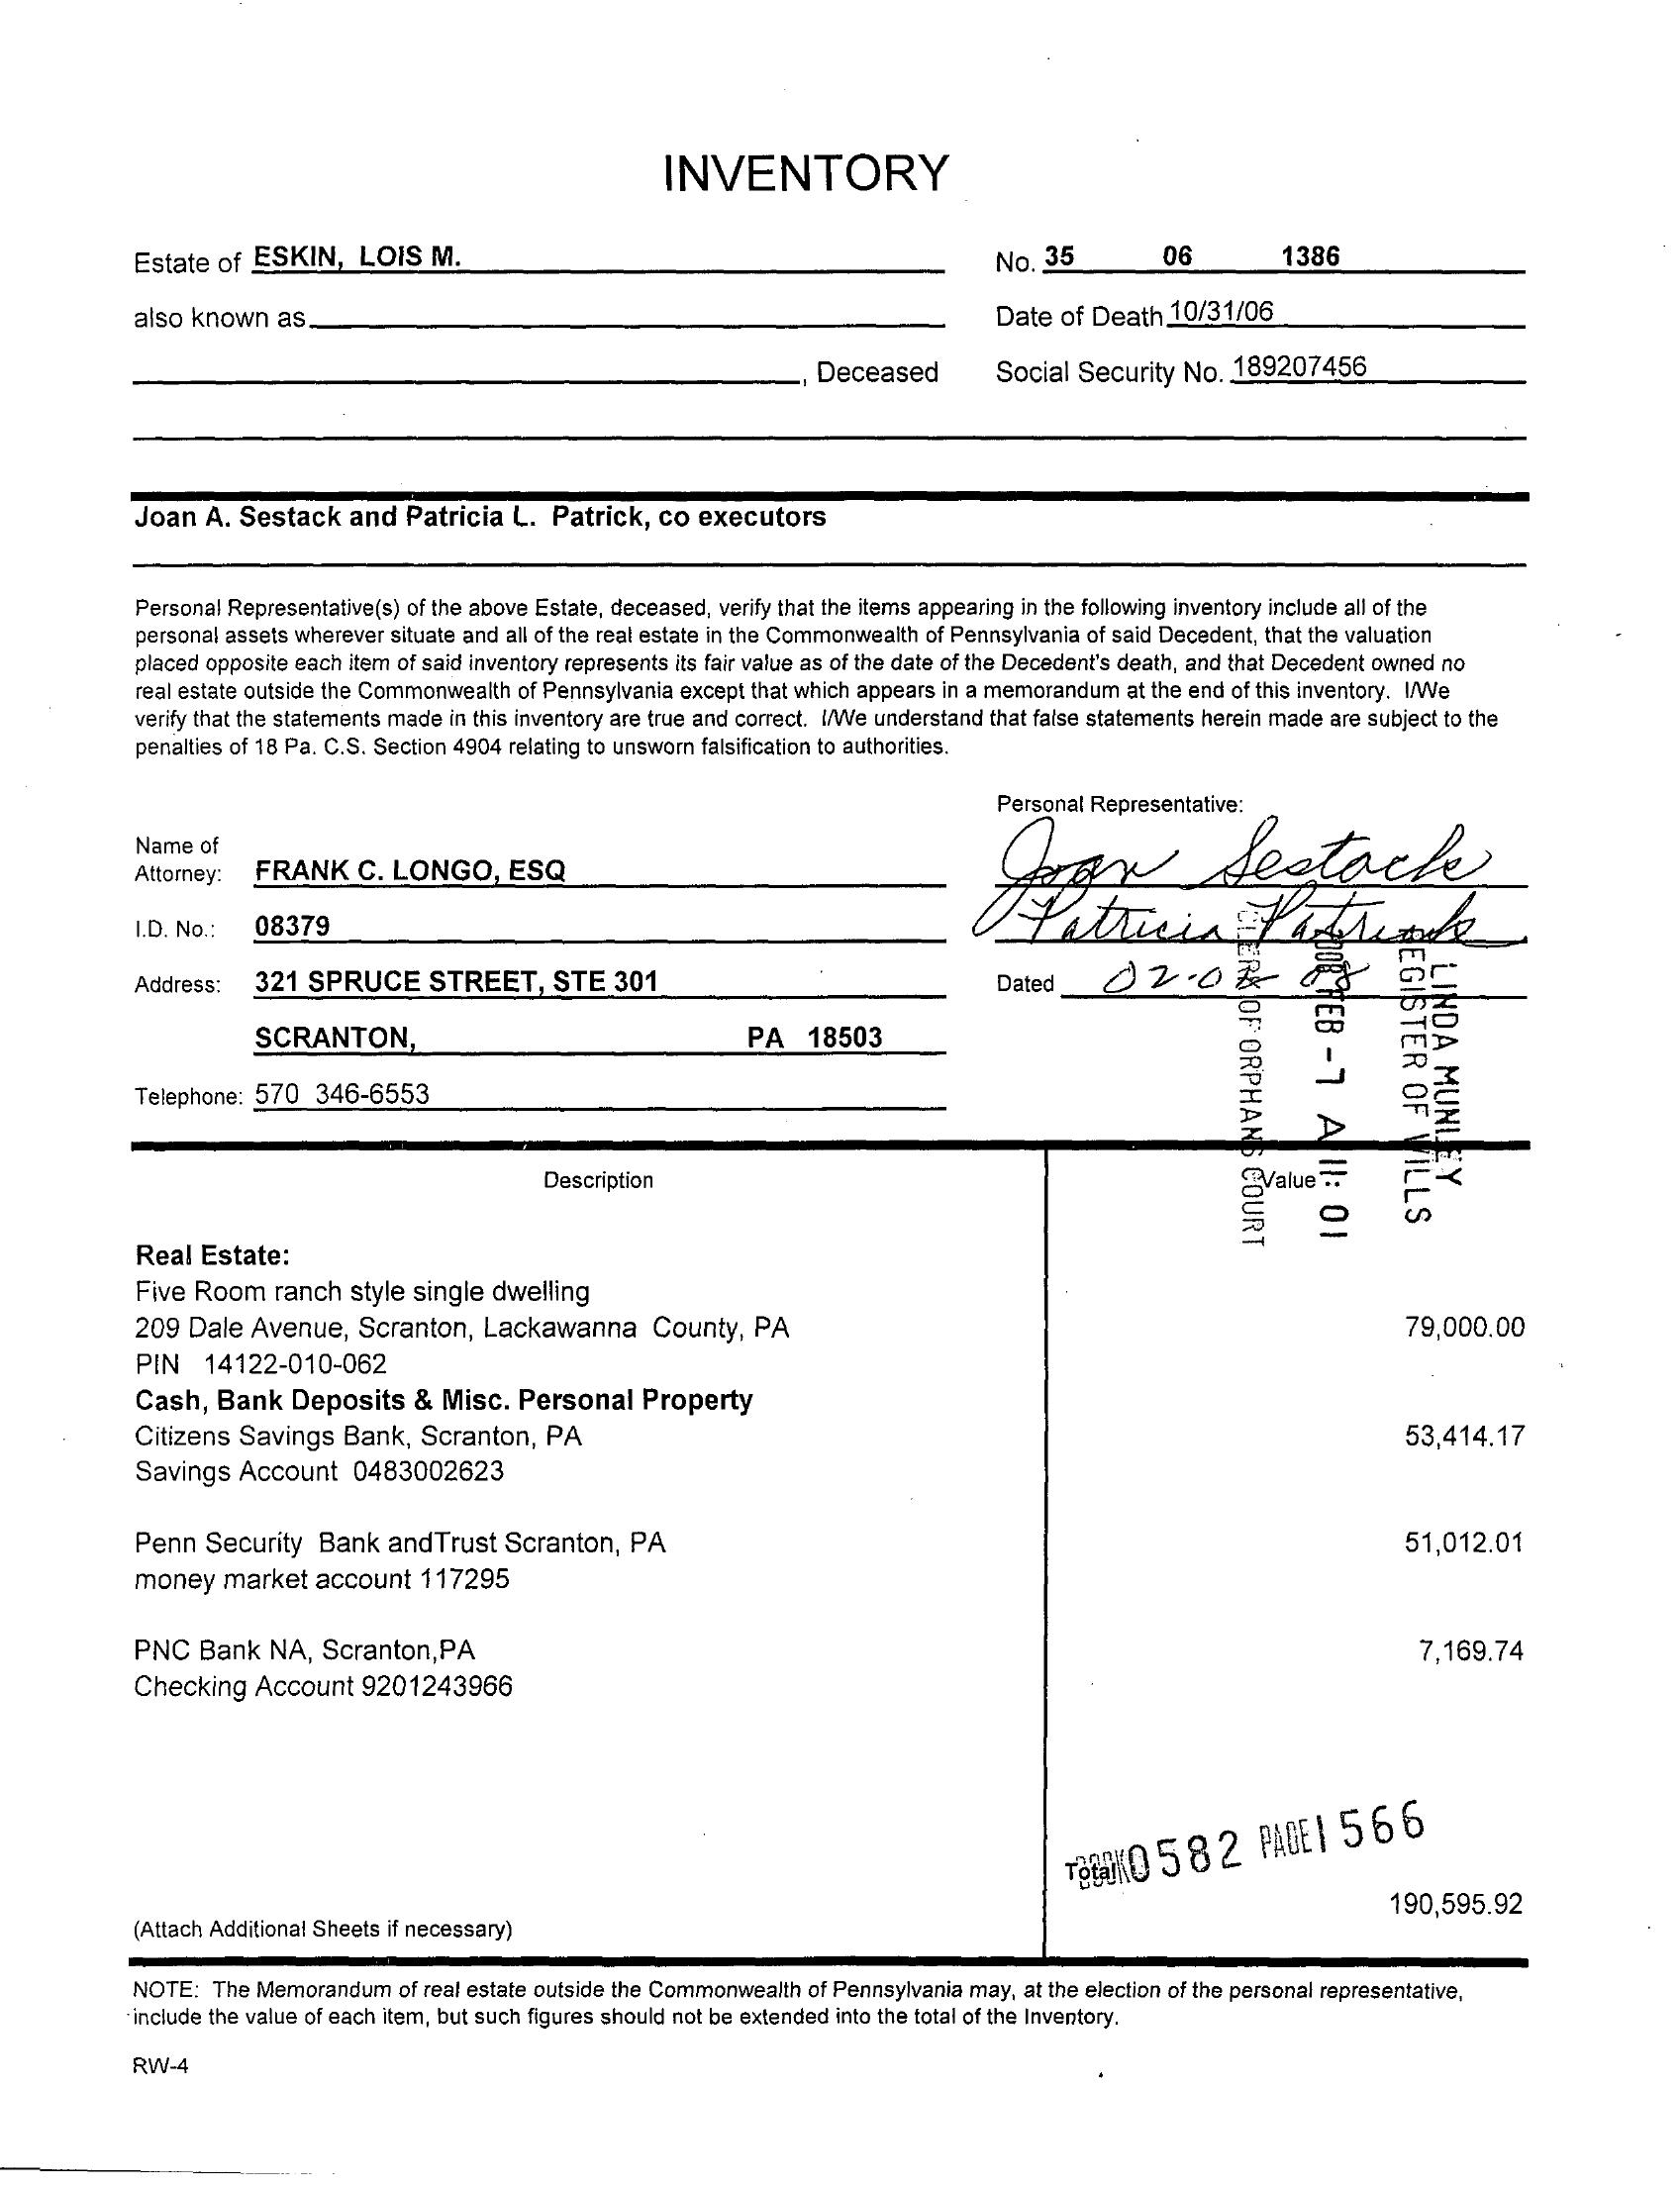 INVENTORY
Estate of ESKIN, LOIS M. No. 35 06 1386
also known as Date of Death 10/31/06
, Deceased Social Security No. 189207456
Joan A. Sestack and Patricia L. Patrick, co executors
Personal Representative(s) of the above Estate, deceased, verify that the items appearing in the following inventory include all of the
personal assets wherever situate and all of the real estate in the Commonwealth of Pennsylvania of said Decedent, that the valuation
placed opposite each item of said inventory represents its fair value as of the date of the Decedent's death, and that Decedent owned no
real estate outside the Commonwealth of Pennsylvania except that which appears in a memorandum at the end of this inventory. I/We
verify that the statements made in this inventory are true and correct. I/We understand that false statements herein made are subject to the
penalties of 18 Pa. C.S. Section 4904 relating to unsworn falsification to authorities.
Personal Representative:
Joan Sestack
Patricia Patrick
Name of
Attorney: FRANK C. LONGO, ESQ
I.D. No.: 08379
Address: 321 SPRUCE STREET, STE 301 Dated
SCRANTON, PA 18503
Telephone: 570 346-6553
LINDA MUNLEY
REGISTER OF WILLS
2008 FEB -7 A 11: 01
CLERK OF ORPHANS COURT
Description Value
Real Estate:
Five Room ranch style single dwelling
209 Dale Avenue, Scranton, Lackawanna County, PA 79,000.00
PIN 14122-010-062
Cash, Bank Deposits & Misc. Personal Property
Citizens Savings Bank, Scranton, PA 53,414.17
Savings Account 0483002623
Penn Security Bank andTrust Scranton, PA 51,012.01
money market account 117295
PNC Bank NA, Scranton,PA 7,169.74
Checking Account 9201243966
Total BOOK 0582 PAGE 1566
190,595.92
(Attach Additional Sheets if necessary)
NOTE: The Memorandum of real estate outside the Commonwealth of Pennsylvania may, at the election of the personal representative,
include the value of each item, but such figures should not be extended into the total of the Inventory.
RW-4